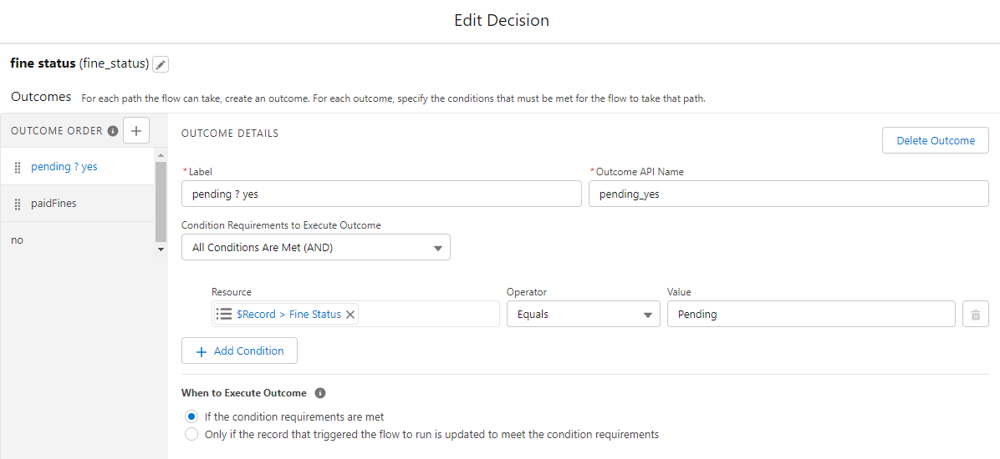 Edit Decision
fine status (fine_status)
Outcomes For each path the flow can take, create an outcome. For each outcome, specify the conditions that must be met for the flow to take that path.
OUTCOME ORDER
pending ? yes
paidFines
no
OUTCOME DETAILS
Delete Outcome
* Label
pending ? yes
* Outcome API Name
pending_yes
Condition Requirements to Execute Outcome
All Conditions Are Met (AND)
Resource
$Record > Fine Status
Operator
Equals
Value
Pending
Add Condition
When to Execute Outcome
If the condition requirements are met
Only if the record that triggered the flow to run is updated to meet the condition requirements